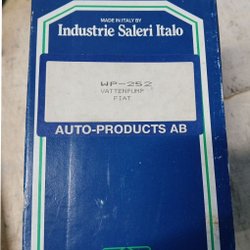 MADE IN ITALY BY
Industrie Saleri Italo
WP-252
VATTENPUMP
FIAT
AUTO-PRODUCTS AB